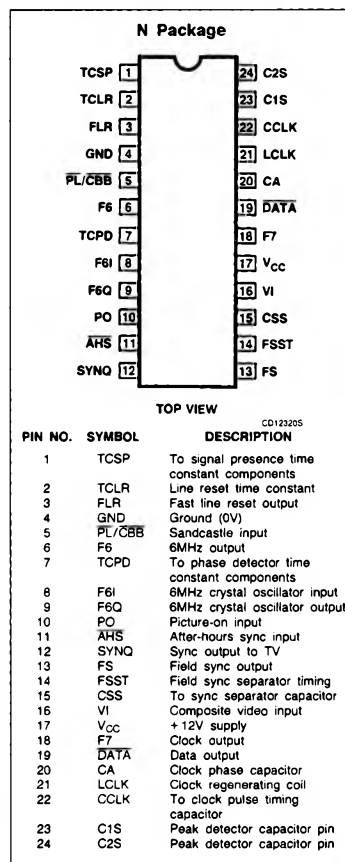 N Package
TCSP 1 24 C2S
TCLR 2 23 C1S
FLR 3 22 CCLK
GND 4 21 LCLK
PL/CBB 5 20 CA
F6 6 19 DATA
TCPD 7 18 F7
F6I 8 17 VCC
F6Q 9 16 VI
PO 10 15 CSS
AHS 11 14 FSST
SYNQ 12 13 FS
TOP VIEW
CD12320S
PIN NO. SYMBOL DESCRIPTION
1 TCSP To signal presence time
constant components
2 TCLR Line reset time constant
3 FLR Fast line reset output
4 GND Ground (0V)
5 PL/CBB Sandcastle input
6 F6 6MHz output
7 TCPD To phase detector time
constant components
8 F6I 6MHz crystal oscillator input
9 F6Q 6MHz crystal oscillator output
10 PO Picture-on input
11 AHS After-hours sync input
12 SYNQ Sync output to TV
13 FS Field sync output
14 FSST Field sync separator timing
15 CSS To sync separator capacitor
16 VI Composite video input
17 VCC +12V supply
18 F7 Clock output
19 DATA Data output
20 CA Clock phase capacitor
21 LCLK Clock regenerating coil
22 CCLK To clock pulse timing
capacitor
23 C1S Peak detector capacitor pin
24 C2S Peak detector capacitor pin